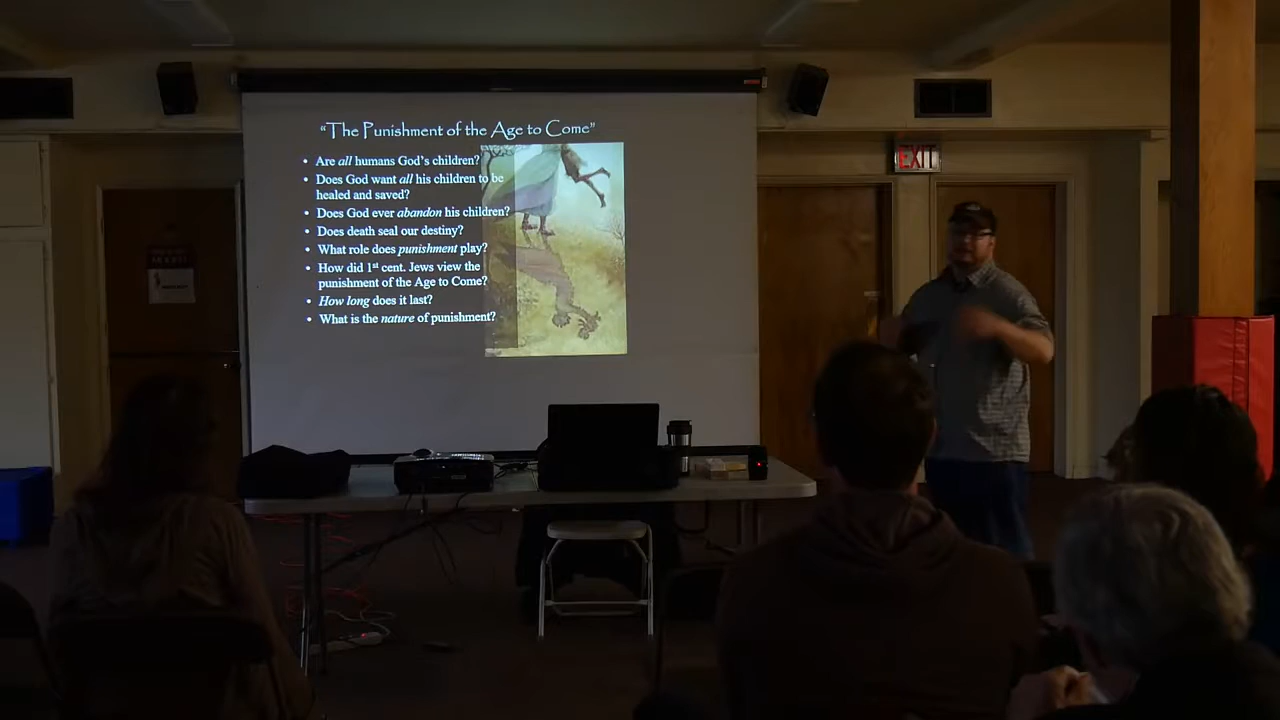 "The Punishment of the Age to Come"
• Are all humans God's children?
• Does God want all his children to be
healed and saved?
• Does God ever abandon his children?
• Does death seal our destiny?
• What role does punishment play?
• How did 1st cent. Jews view the
punishment of the Age to Come?
• How long does it last?
• What is the nature of punishment?
EXIT